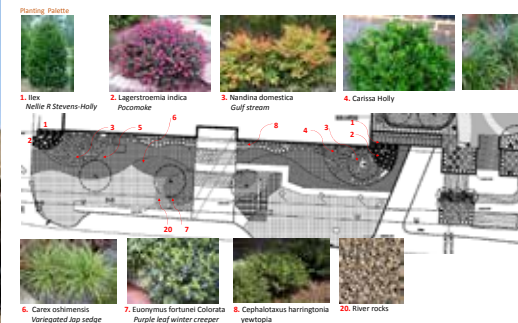 Planting Palette
1. Ilex
Nellie R Stevens-Holly
2. Lagerstroemia indica
Pocomoke
3. Nandina domestica
Gulf stream
4. Carissa Holly
1
2
3
5
6
8
4
3
1
2
20
7
6. Carex oshimensis
Variegated Jap sedge
7. Euonymus fortunei Colorata
Purple leaf winter creeper
8. Cephalotaxus harringtonia
yewtopia
20. River rocks